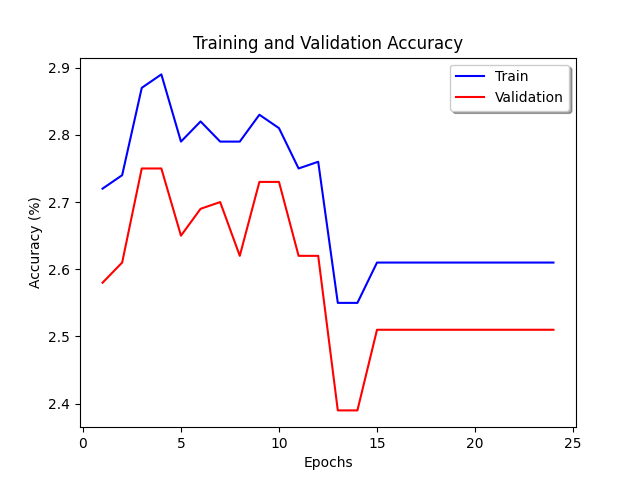 Training and Validation Accuracy
Train
Validation
Accuracy (%)
2.9
2.8
2.7
2.6
2.5
2.4
0
5
10
15
20
25
Epochs